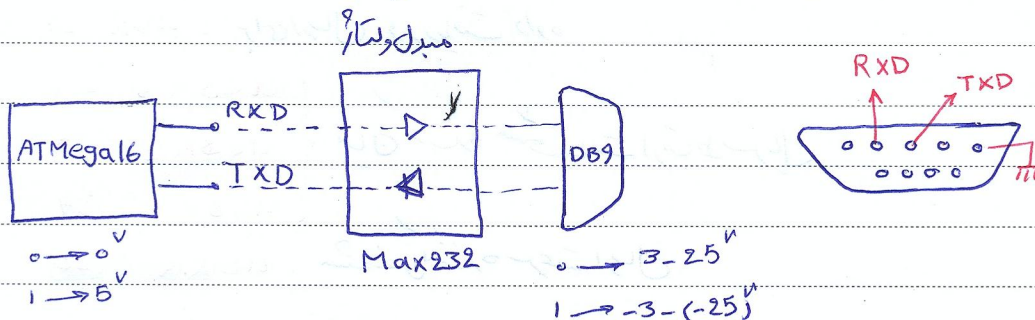 مبدل ولتاژ
RXD
TXD
RXD
ATMega16
DB9
TXD
Max232
0 → 0V
1 → 5V
0 → 3-25V
1 → -3-(-25)V